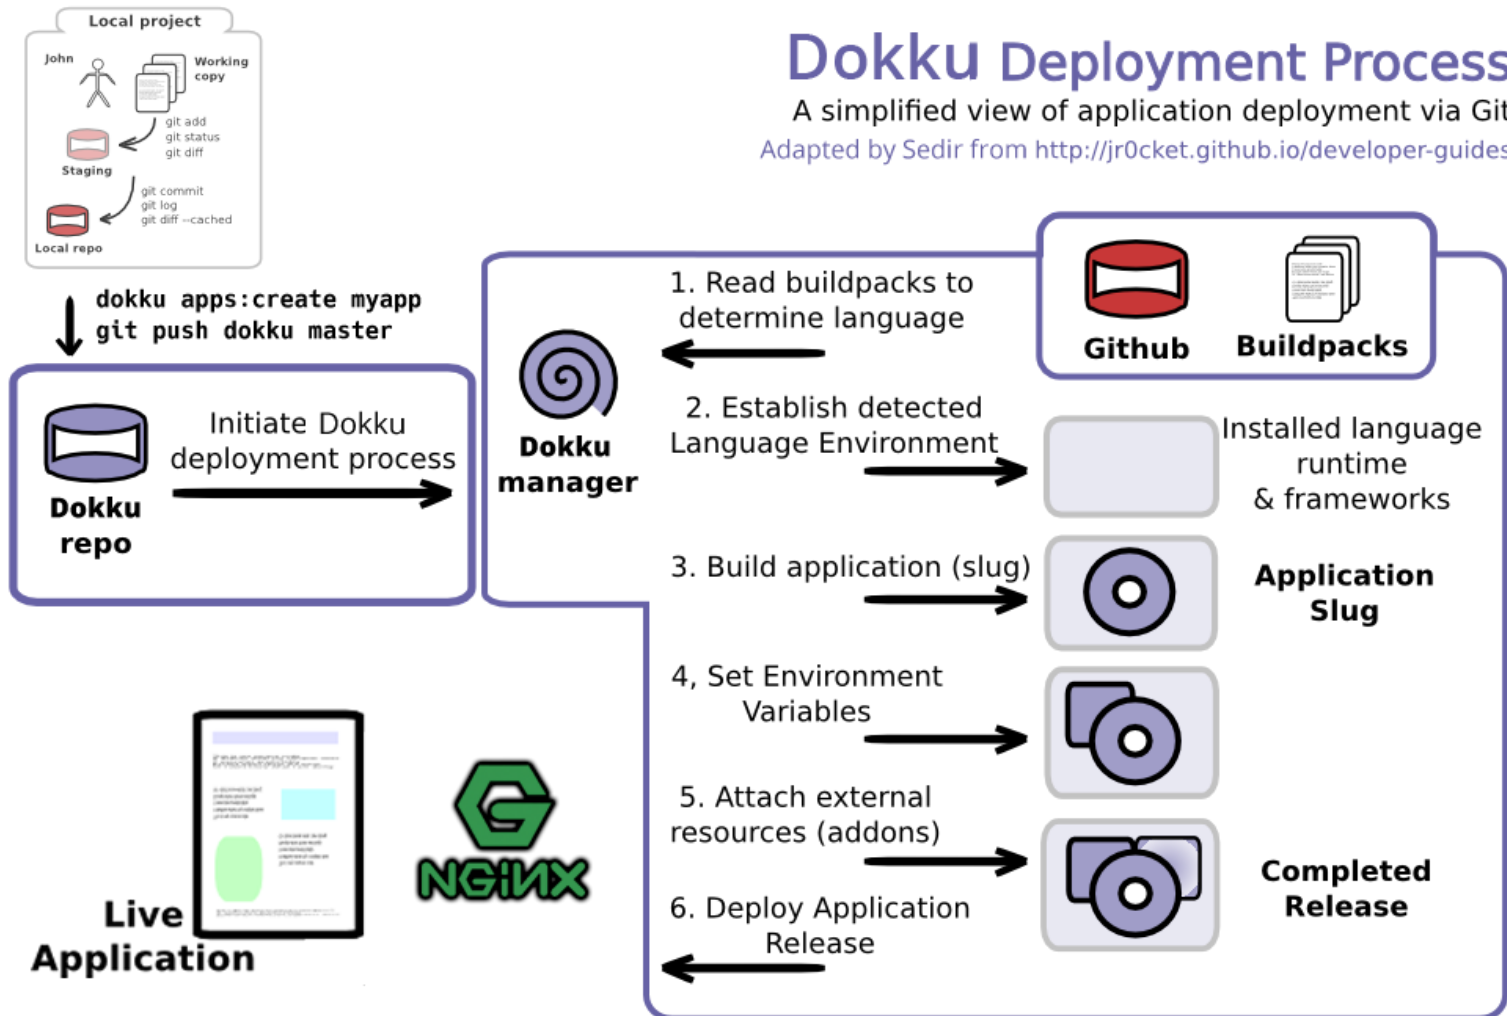 Local project
John
Working
copy
git add
git status
git diff
Staging
git commit
git log
git diff --cached
Local repo
Dokku Deployment Process
A simplified view of application deployment via Git
Adapted by Sedir from http://jr0cket.github.io/developer-guides
dokku apps:create myapp
git push dokku master
Dokku
repo
Initiate Dokku
deployment process
Dokku
manager
1. Read buildpacks to
determine language
Github
Buildpacks
2. Establish detected
Language Environment
Installed language
runtime
& frameworks
3. Build application (slug)
Application
Slug
4, Set Environment
Variables
5. Attach external
resources (addons)
Completed
Release
6. Deploy Application
Release
Live
Application
G
NGiNX